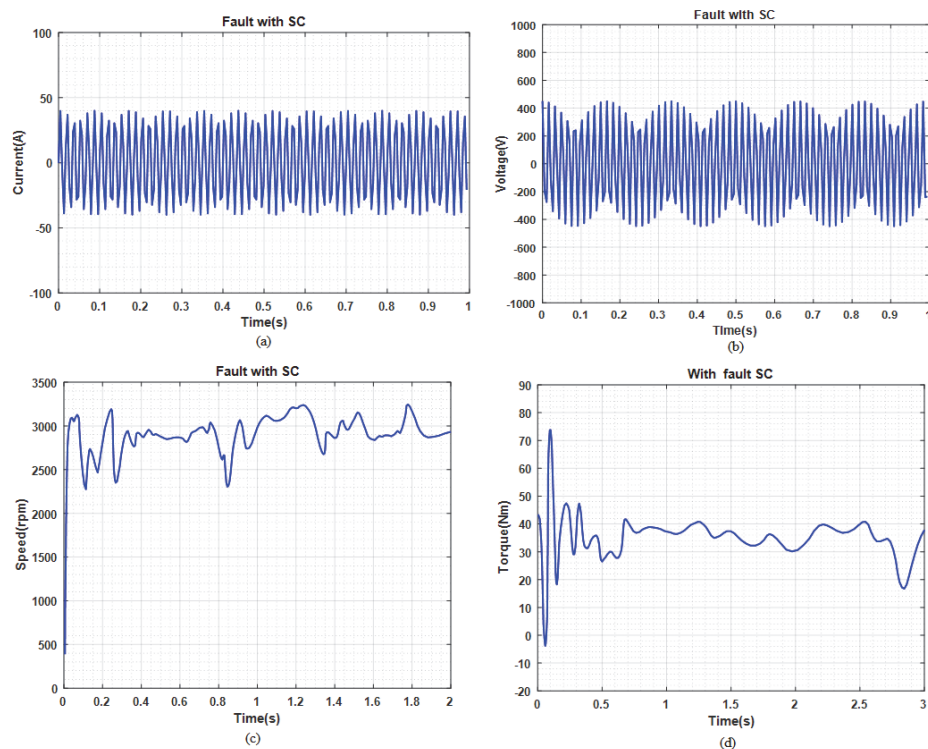 Fault with SC
100
50
0
-50
-100
Current(A)
0 0.1 0.2 0.3 0.4 0.5 0.6 0.7 0.8 0.9 1
Time(s)
(a)
Fault with SC
1000
800
600
400
200
0
-200
-400
-600
-800
-1000
Voltage(V)
0 0.1 0.2 0.3 0.4 0.5 0.6 0.7 0.8 0.9 1
Time(s)
(b)
Fault with SC
3500
3000
2500
2000
1500
1000
500
0
Speed(rpm)
0 0.2 0.4 0.6 0.8 1 1.2 1.4 1.6 1.8 2
Time(s)
(c)
With fault SC
90
80
70
60
50
40
30
20
10
0
-10
-20
Torque(Nm)
0 0.5 1 1.5 2 2.5 3
Time(s)
(d)